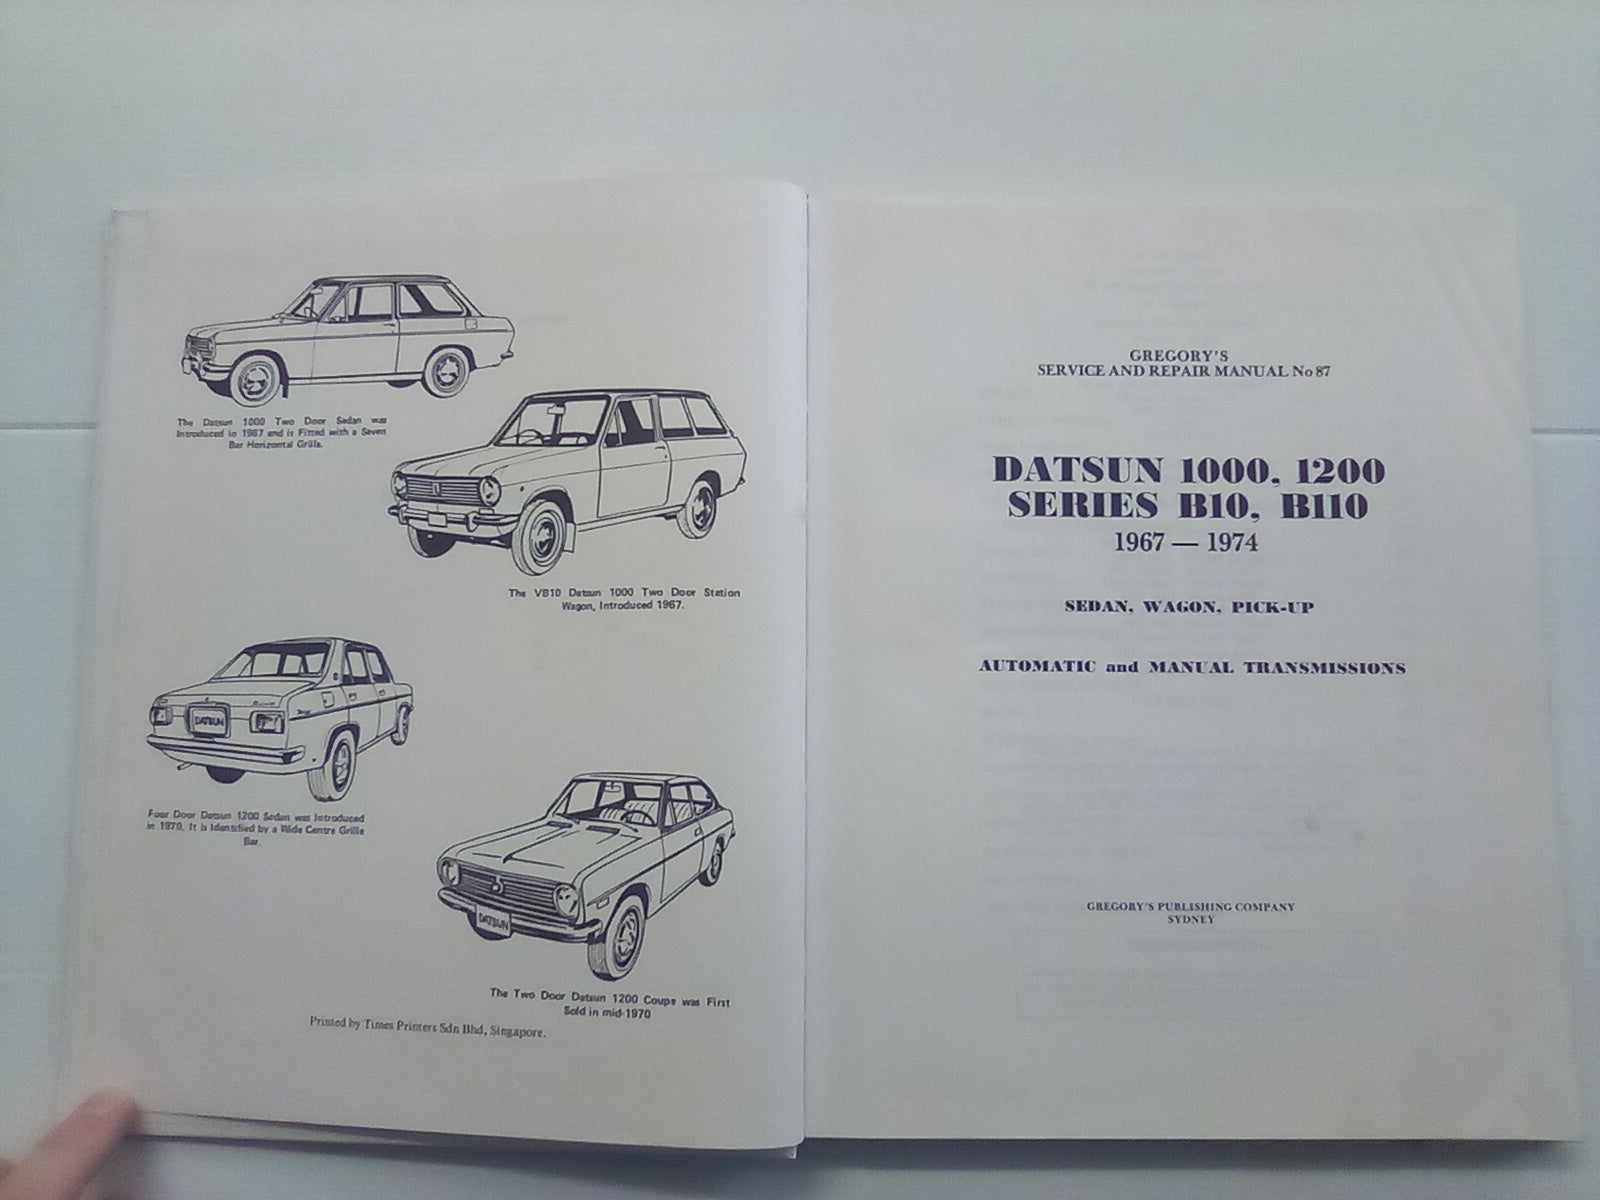 The Datsun 1000 Two Door Sedan was
Introduced in 1967 and is Fitted with a Seven
Bar Horizontal Grille.
The VB10 Datsun 1000 Two Door Station
Wagon, Introduced 1967.
DATSUN
Four Door Datsun 1200 Sedan was Introduced
in 1970. It is Identified by a Wide Centre Grille
Bar.
DATSUN
The Two Door Datsun 1200 Coupe was First
Sold in mid-1970
Printed by Times Printers Sdn Bhd, Singapore.
GREGORY'S
SERVICE AND REPAIR MANUAL No 87
DATSUN 1000, 1200
SERIES B10, B110
1967 — 1974
SEDAN, WAGON, PICK-UP
AUTOMATIC and MANUAL TRANSMISSIONS
GREGORY'S PUBLISHING COMPANY
SYDNEY